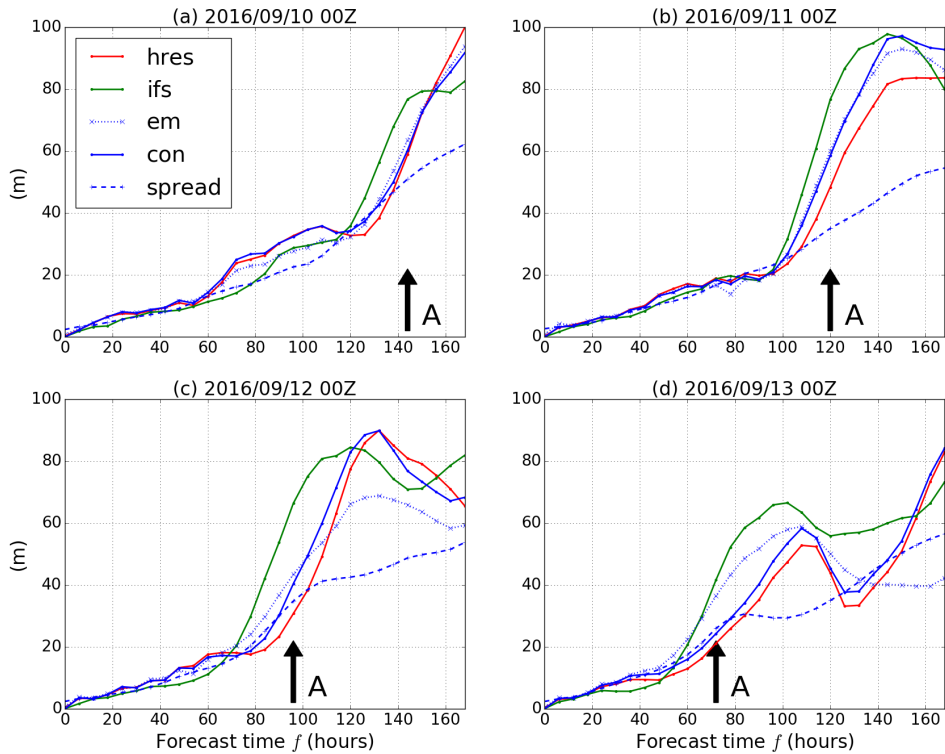 (a) 2016/09/10 00Z
100
80
60
40
20
0
(m)
hres
ifs
em
con
spread
A
0 20 40 60 80 100 120 140 160
(b) 2016/09/11 00Z
100
80
60
40
20
0
A
0 20 40 60 80 100 120 140 160
(c) 2016/09/12 00Z
100
80
60
40
20
0
(m)
A
0 20 40 60 80 100 120 140 160
Forecast time f (hours)
(d) 2016/09/13 00Z
100
80
60
40
20
0
A
0 20 40 60 80 100 120 140 160
Forecast time f (hours)